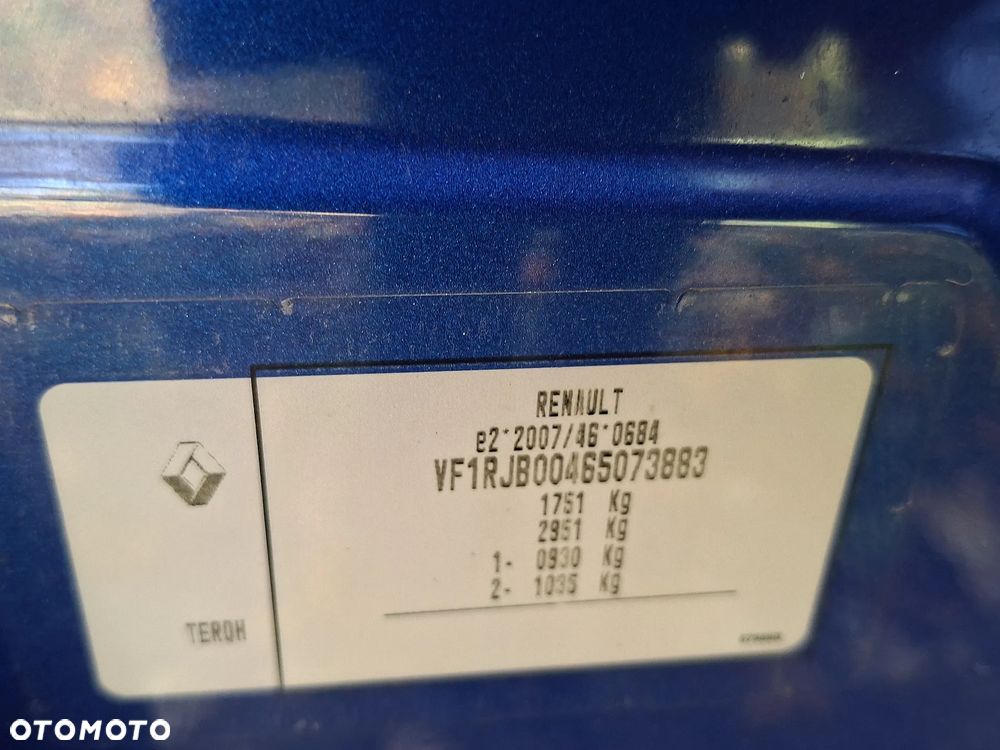 RENAULT
e2*2007/46*0684
VF1RJB00465073883
1751 Kg
2951 Kg
1- 0930 Kg
2- 1035 Kg
TERQH
OTOMOTO